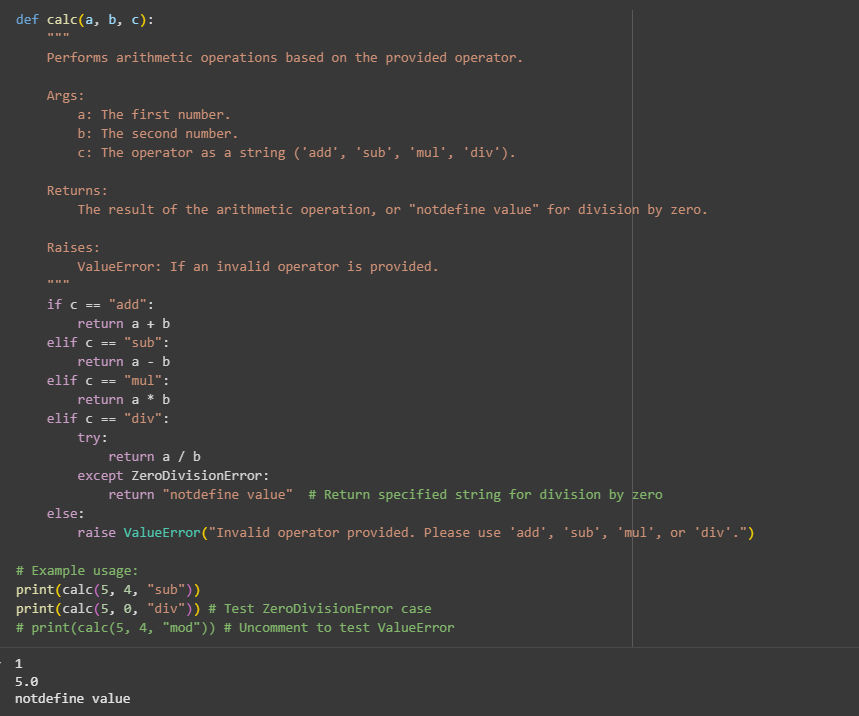 def calc(a, b, c):
    """
    Performs arithmetic operations based on the provided operator.

    Args:
        a: The first number.
        b: The second number.
        c: The operator as a string ('add', 'sub', 'mul', 'div').

    Returns:
        The result of the arithmetic operation, or "notdefine value" for division by zero.

    Raises:
        ValueError: If an invalid operator is provided.
    """
    if c == "add":
        return a + b
    elif c == "sub":
        return a - b
    elif c == "mul":
        return a * b
    elif c == "div":
        try:
            return a / b
        except ZeroDivisionError:
            return "notdefine value"  # Return specified string for division by zero
    else:
        raise ValueError("Invalid operator provided. Please use 'add', 'sub', 'mul', or 'div'.")

# Example usage:
print(calc(5, 4, "sub"))
print(calc(5, 0, "div")) # Test ZeroDivisionError case
# print(calc(5, 4, "mod")) # Uncomment to test ValueError
1
5.0
notdefine value